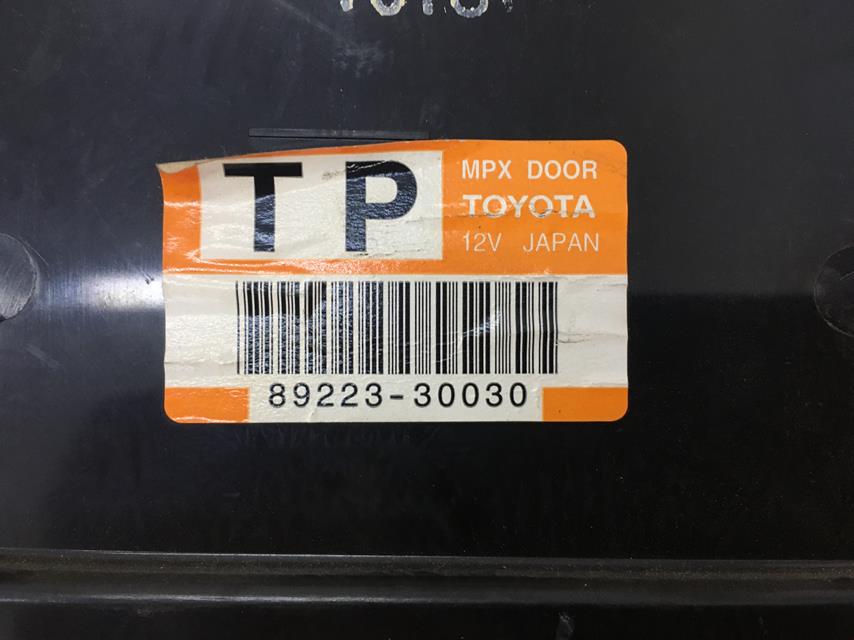 TP
MPX DOOR
TOYOTA
12V JAPAN
89223-30030